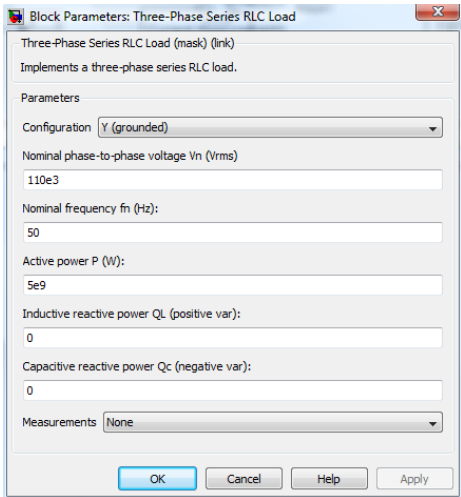 Block Parameters: Three-Phase Series RLC Load
Three-Phase Series RLC Load (mask) (link)
Implements a three-phase series RLC load.
Parameters
Configuration Y (grounded)
Nominal phase-to-phase voltage Vn (Vrms)
110e3
Nominal frequency fn (Hz):
50
Active power P (W):
5e9
Inductive reactive power QL (positive var):
0
Capacitive reactive power Qc (negative var):
0
Measurements None
OK Cancel Help Apply